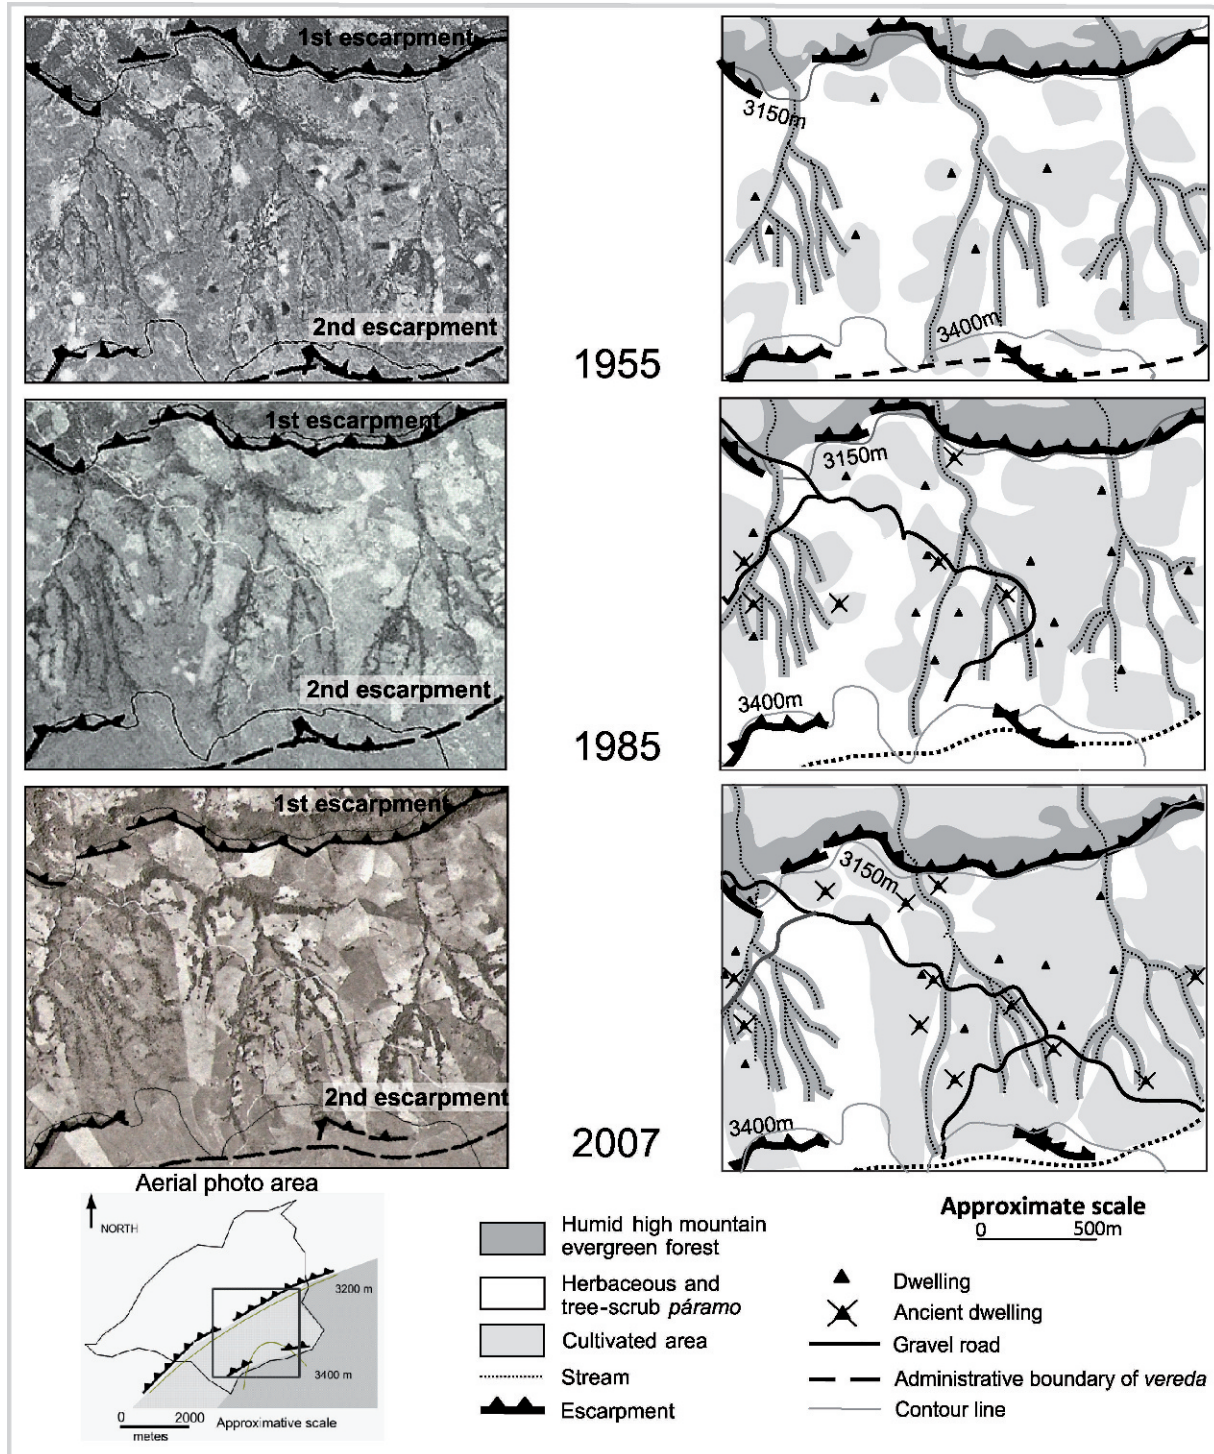 1st escarpment
2nd escarpment
1955
3150m
3400m
1st escarpment
2nd escarpment
1985
3150m
3400m
1st escarpment
2nd escarpment
2007
3150m
3400m
Aerial photo area
NORTH
3200 m
3400 m
0 2000
metes
Approximative scale
Humid high mountain
evergreen forest
Herbaceous and
tree-scrub páramo
Cultivated area
Stream
Escarpment
Approximate scale
0 500m
Dwelling
Ancient dwelling
Gravel road
Administrative boundary of vereda
Contour line